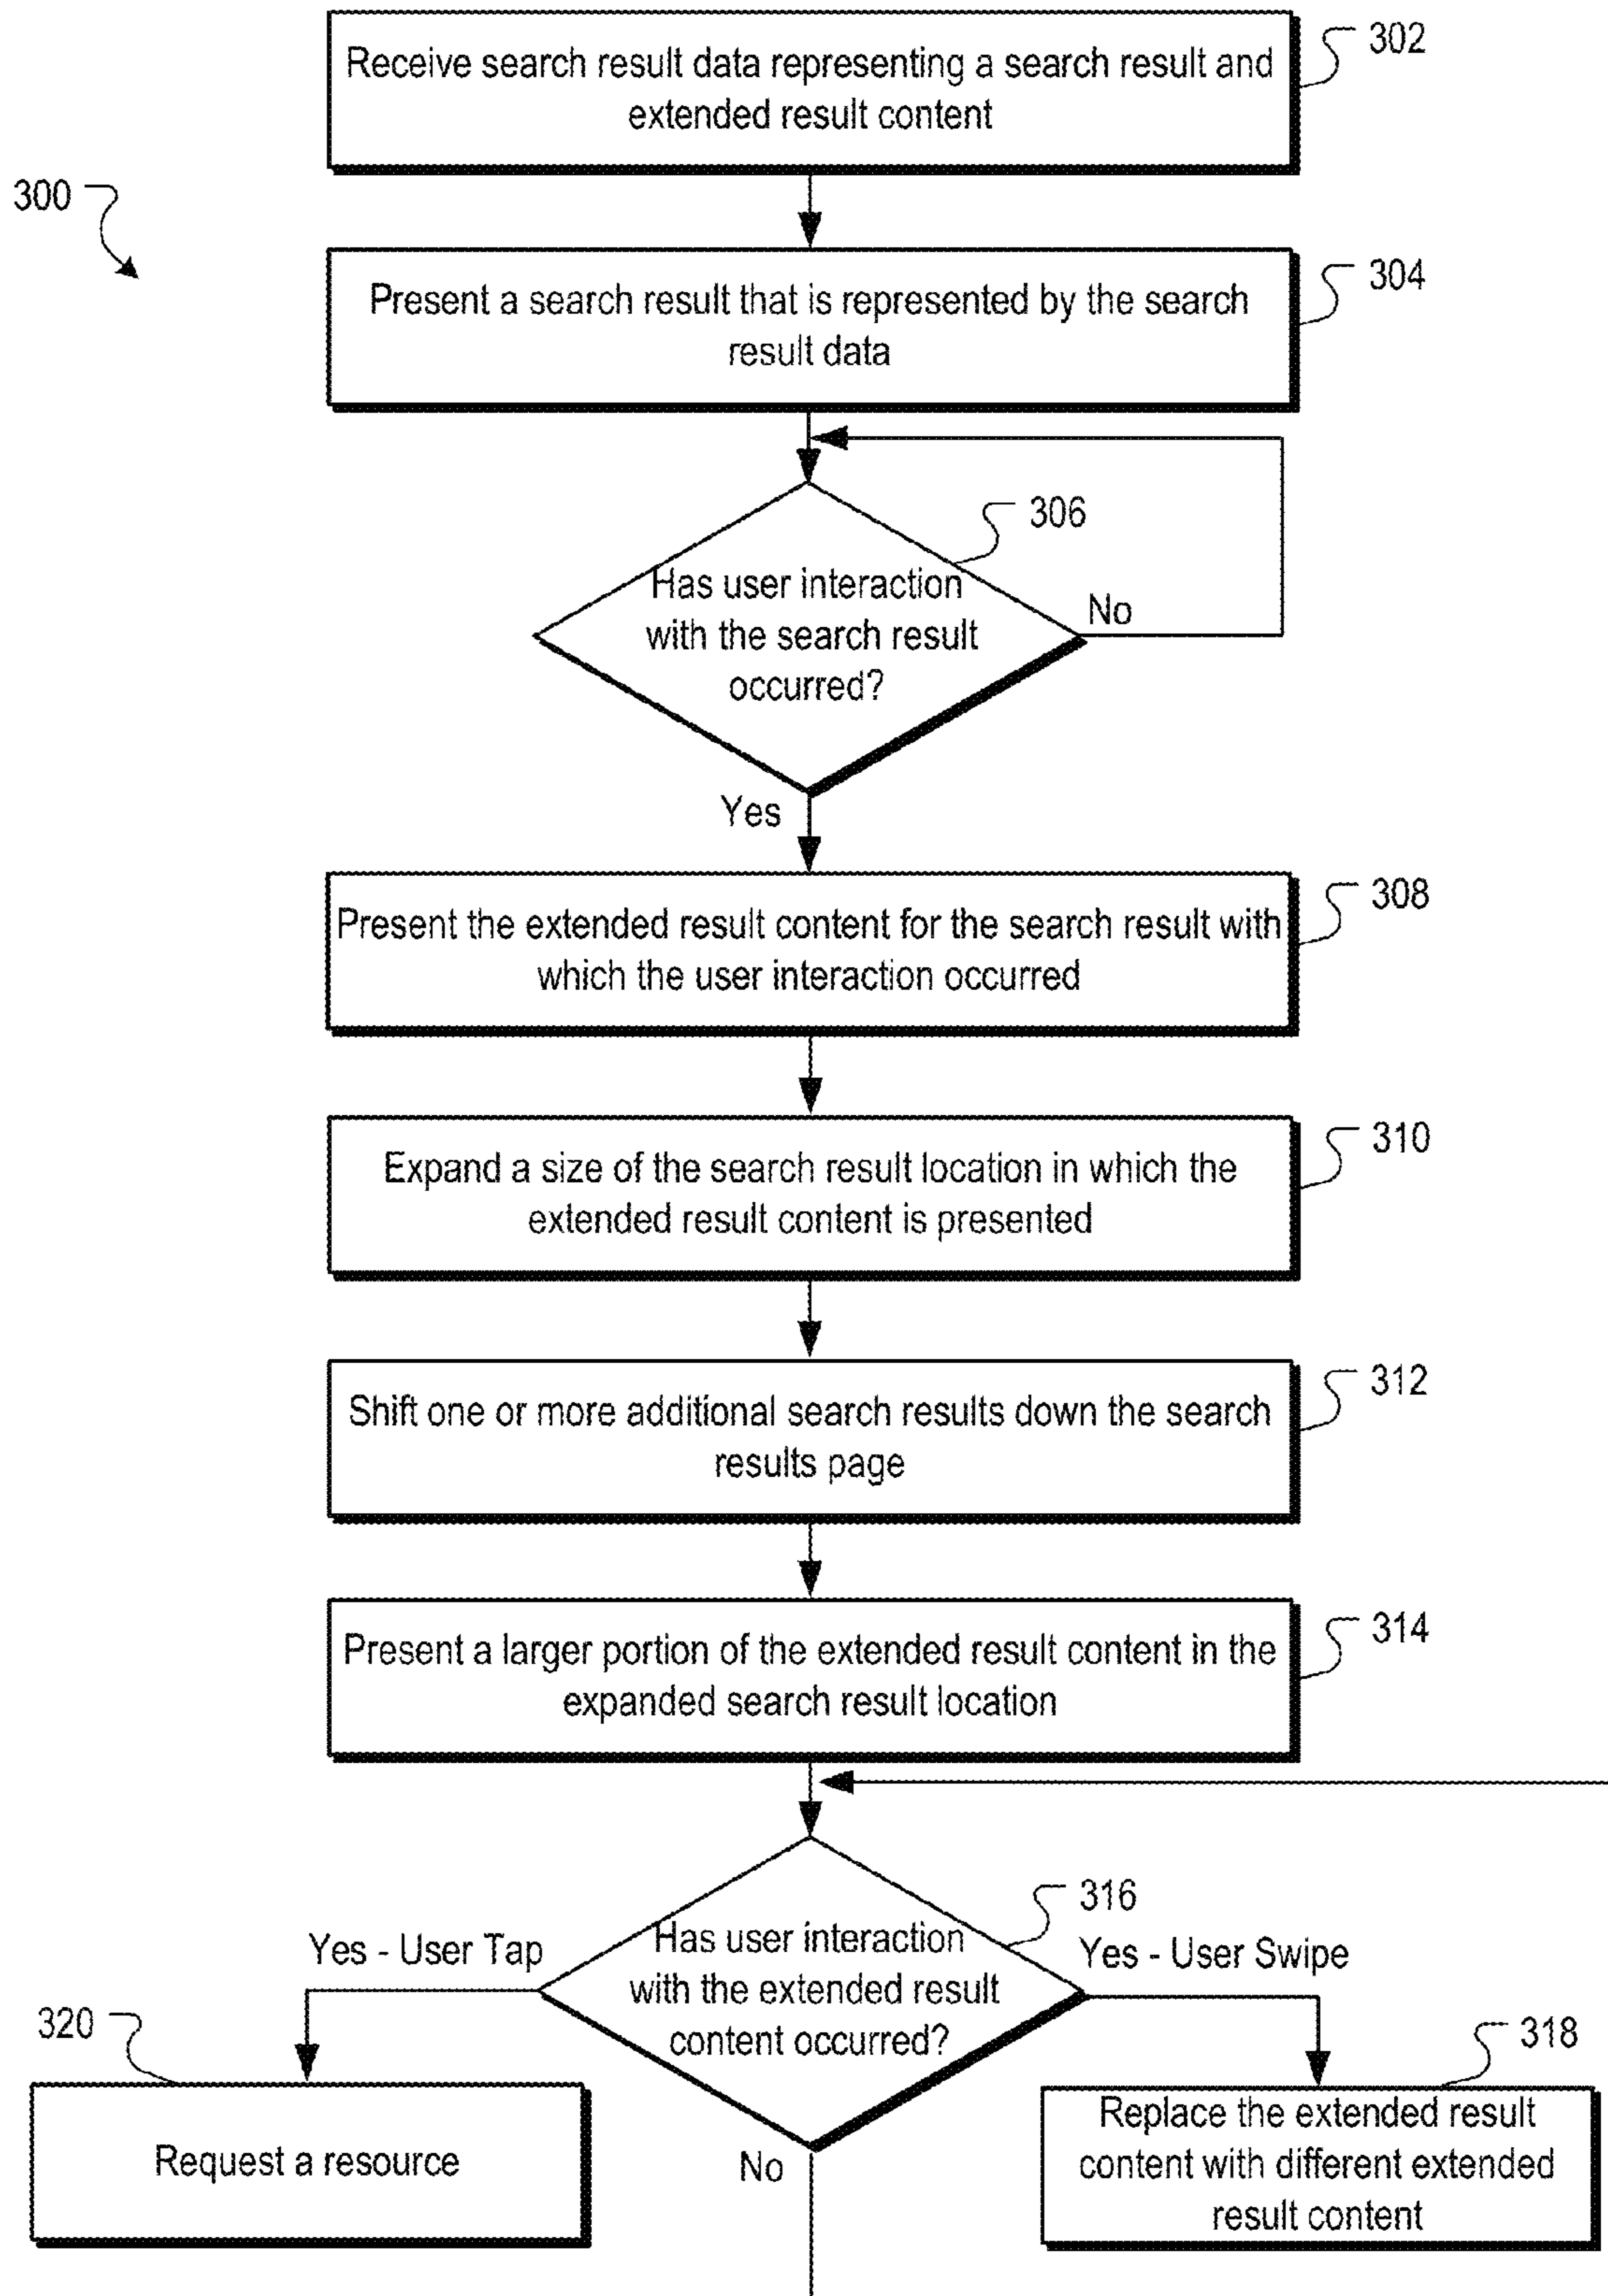 302
Receive search result data representing a search result and
extended result content
300
304
Present a search result that is represented by the search
result data
306
Has user interaction
with the search result
occurred?
No
Yes
308
Present the extended result content for the search result with
which the user interaction occurred
310
Expand a size of the search result location in which the
extended result content is presented
312
Shift one or more additional search results down the search
results page
314
Present a larger portion of the extended result content in the
expanded search result location
316
Has user interaction
with the extended result
content occurred?
Yes - User Tap
Yes - User Swipe
320
318
Request a resource
No
Replace the extended result
content with different extended
result content